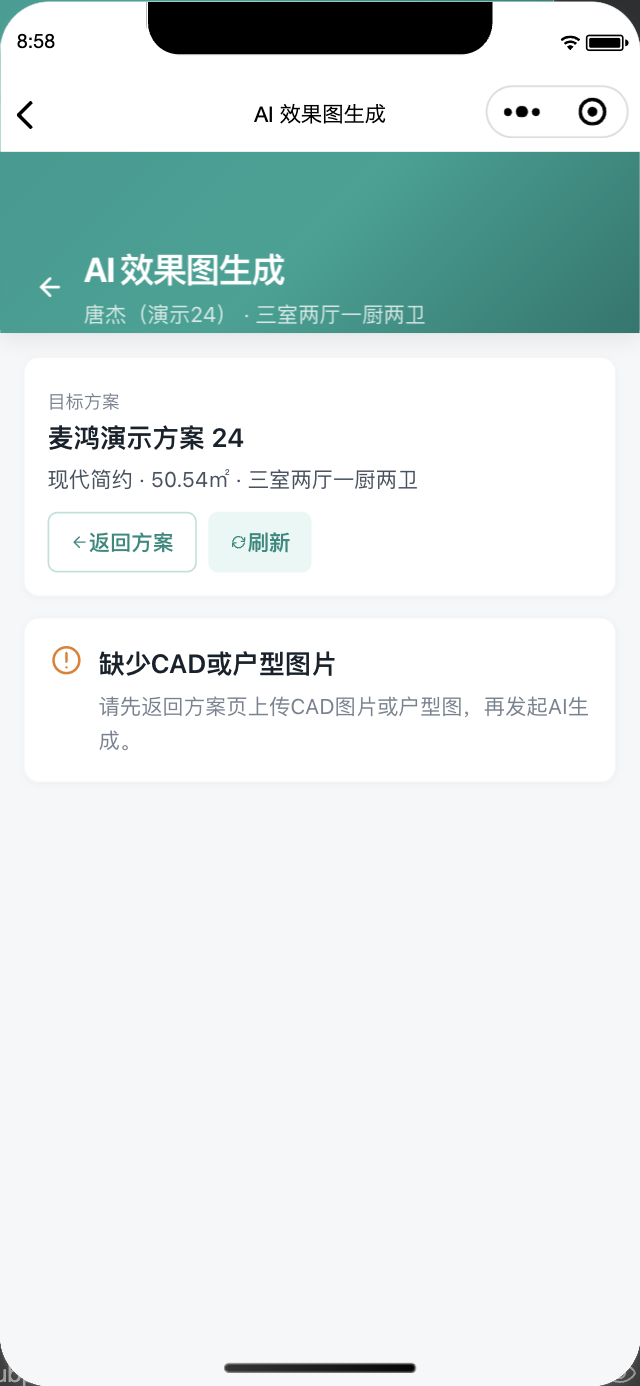 8:58
AI 效果图生成
AI 效果图生成
唐杰（演示24） · 三室两厅一厨两卫
目标方案
麦鸿演示方案 24
现代简约 · 50.54㎡ · 三室两厅一厨两卫
返回方案
刷新
缺少CAD或户型图片
请先返回方案页上传CAD图片或户型图，再发起AI生
成。